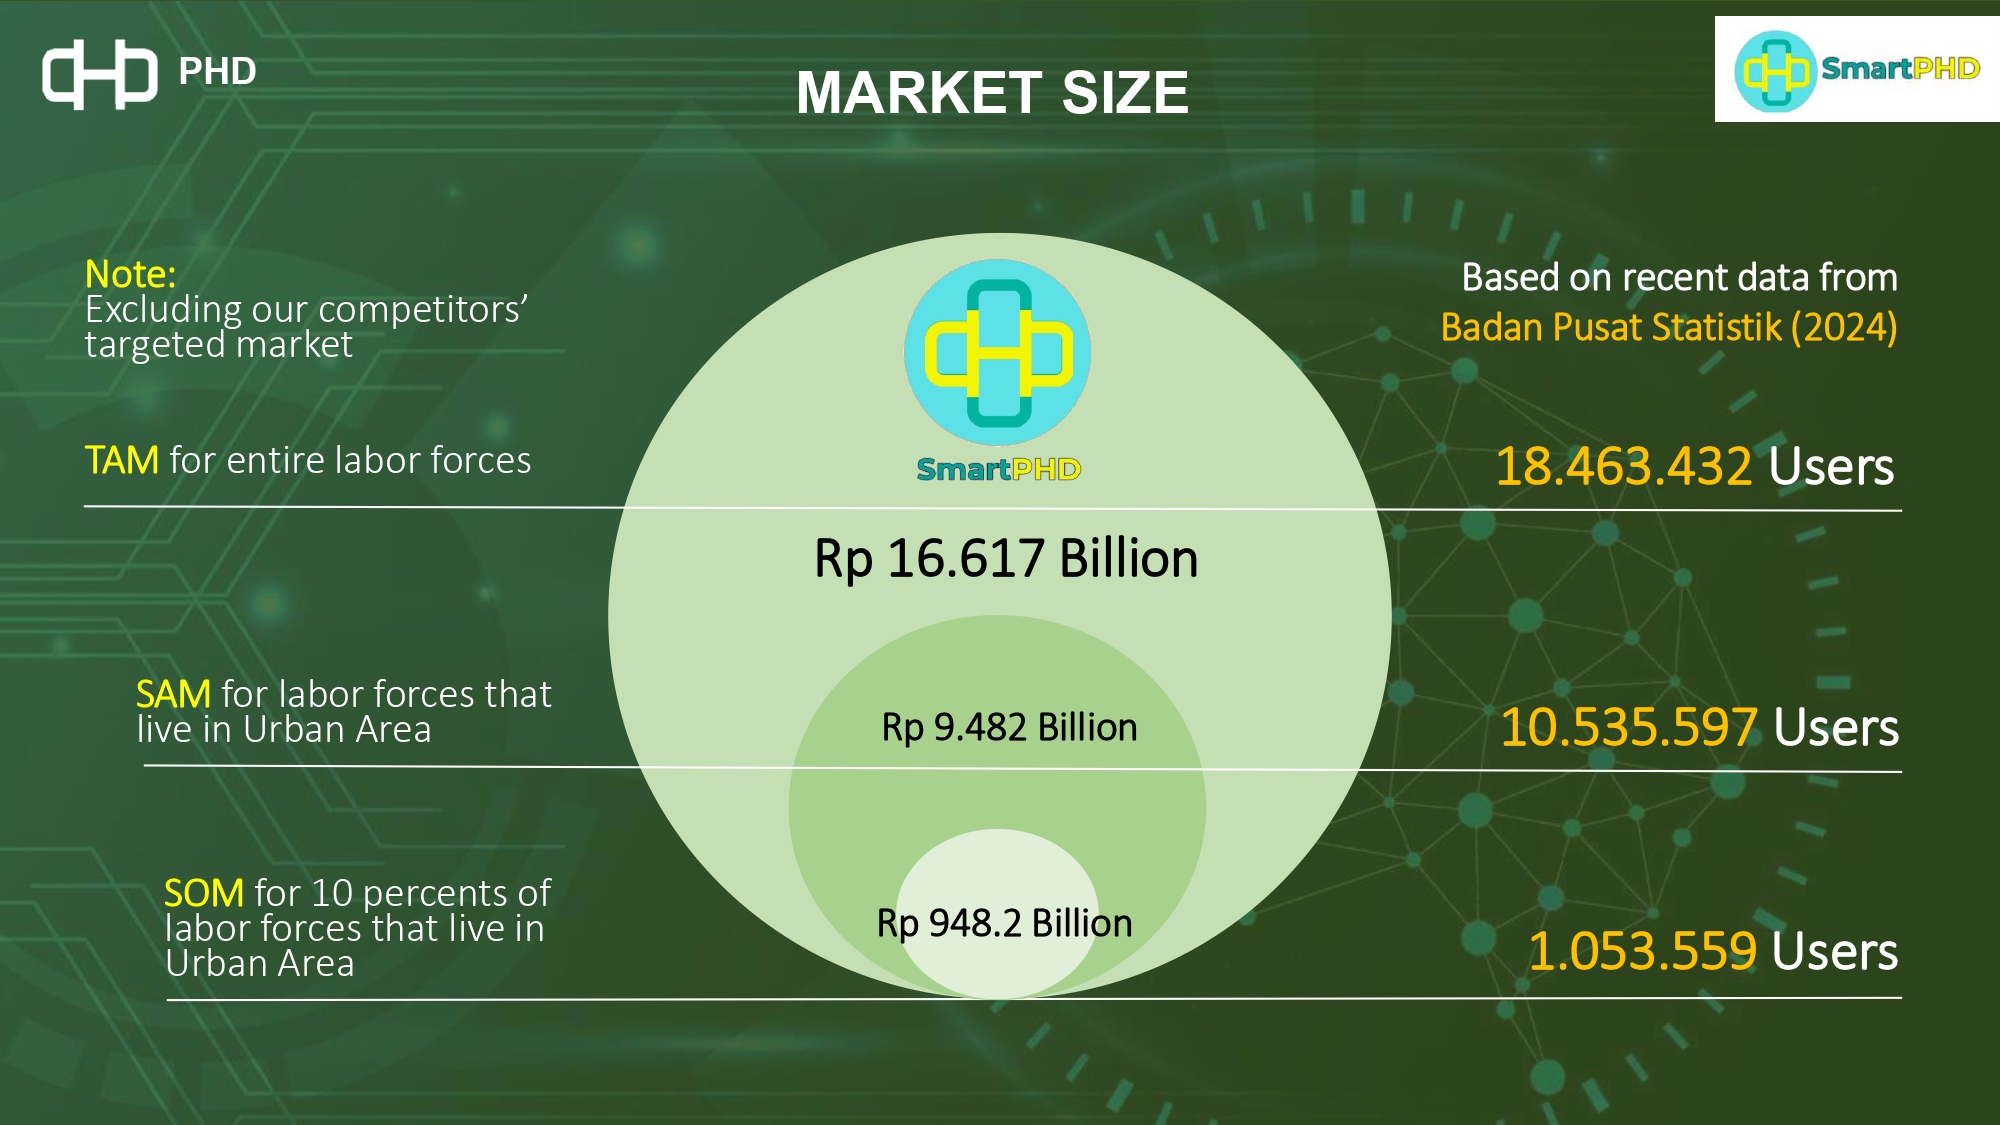 PHD
MARKET SIZE
SmartPHD
Note:
Excluding our competitors’
targeted market
Based on recent data from
Badan Pusat Statistik (2024)
SmartPHD
TAM for entire labor forces
18.463.432 Users
Rp 16.617 Billion
SAM for labor forces that
live in Urban Area
Rp 9.482 Billion
10.535.597 Users
SOM for 10 percents of
labor forces that live in
Urban Area
Rp 948.2 Billion
1.053.559 Users